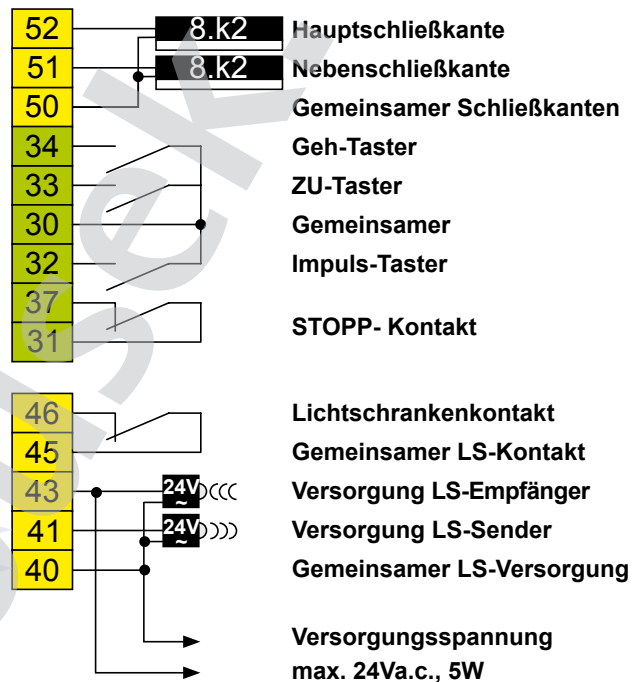 52 8.k2 Hauptschließkante
51 8.k2 Nebenschließkante
50 Gemeinsamer Schließkanten
34 Geh-Taster
33 ZU-Taster
30 Gemeinsamer
32 Impuls-Taster
37
31 STOPP- Kontakt
46 Lichtschrankenkontakt
45 Gemeinsamer LS-Kontakt
43 24V~ Versorgung LS-Empfänger
41 24V~ Versorgung LS-Sender
40 Gemeinsamer LS-Versorgung
Versorgungsspannung
max. 24Va.c., 5W